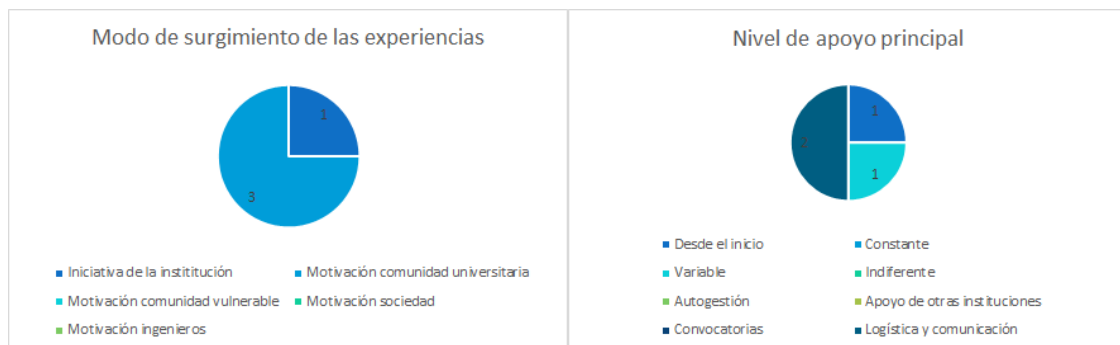 Modo de surgimiento de las experiencias
1
3
Iniciativa de la instititución
Motivación comunidad universitaria
Motivación comunidad vulnerable
Motivación sociedad
Motivación ingenieros
Nivel de apoyo principal
1
2
1
Desde el inicio
Constante
Variable
Indiferente
Autogestión
Apoyo de otras instituciones
Convocatorias
Logística y comunicación